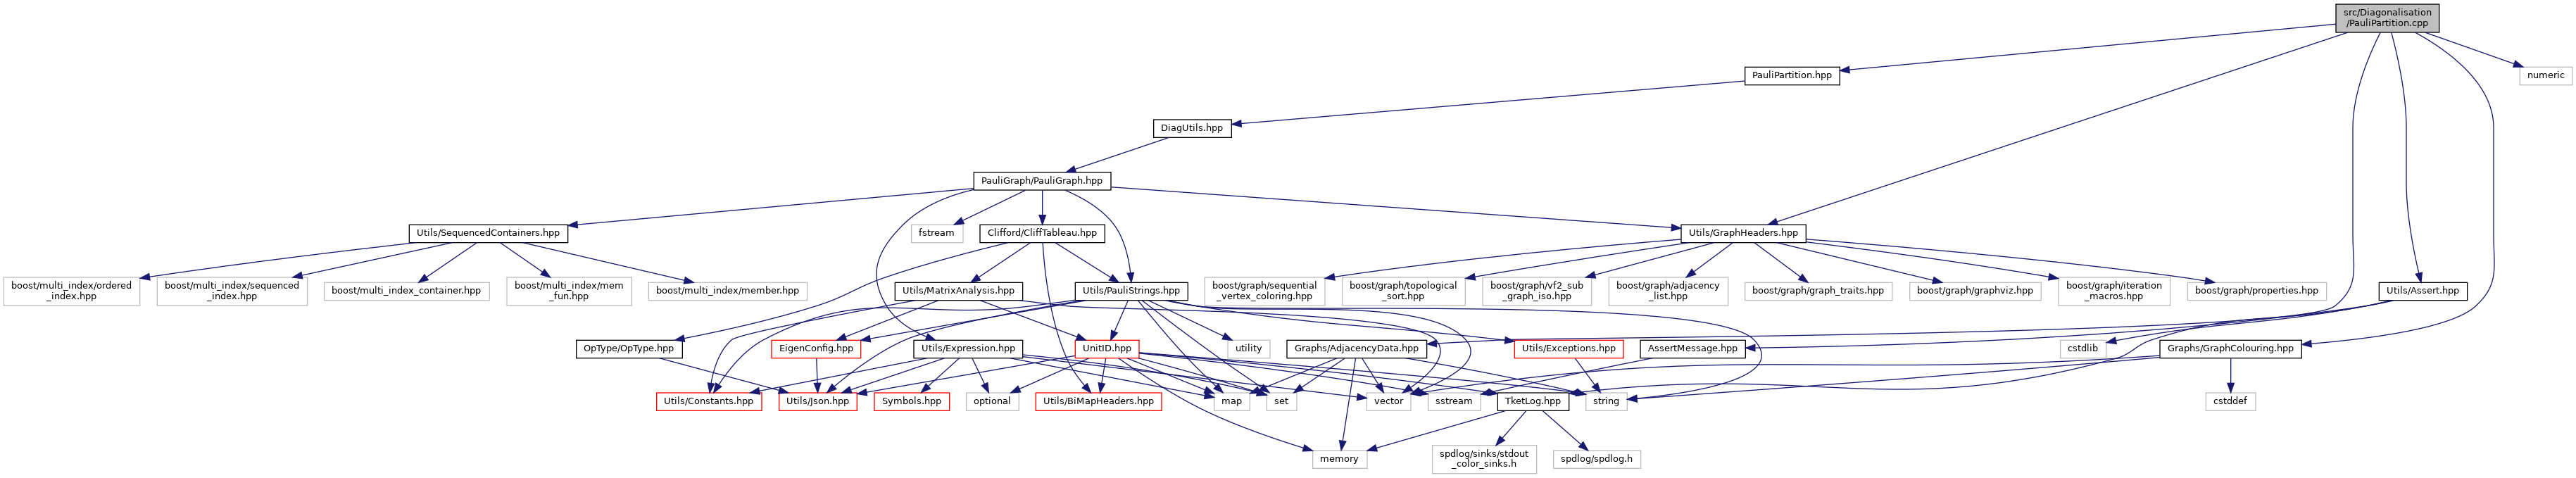 src/Diagonalisation
/PauliPartition.cpp
PauliPartition.hpp
numeric
DiagUtils.hpp
PauliGraph/PauliGraph.hpp
Utils/SequencedContainers.hpp
fstream
Clifford/CliffTableau.hpp
Utils/GraphHeaders.hpp
boost/multi_index/ordered
_index.hpp
boost/multi_index/sequenced
_index.hpp
boost/multi_index_container.hpp
boost/multi_index/mem
_fun.hpp
boost/multi_index/member.hpp
Utils/MatrixAnalysis.hpp
Utils/PauliStrings.hpp
boost/graph/sequential
_vertex_coloring.hpp
boost/graph/topological
_sort.hpp
boost/graph/vf2_sub
_graph_iso.hpp
boost/graph/adjacency
_list.hpp
boost/graph/graph_traits.hpp
boost/graph/graphviz.hpp
boost/graph/iteration
_macros.hpp
boost/graph/properties.hpp
Utils/Assert.hpp
OpType/OpType.hpp
EigenConfig.hpp
Utils/Expression.hpp
UnitID.hpp
utility
Graphs/AdjacencyData.hpp
Utils/Exceptions.hpp
AssertMessage.hpp
cstdlib
Graphs/GraphColouring.hpp
Utils/Constants.hpp
Utils/Json.hpp
Symbols.hpp
optional
Utils/BiMapHeaders.hpp
map
set
vector
sstream
TketLog.hpp
string
cstddef
memory
spdlog/sinks/stdout
_color_sinks.h
spdlog/spdlog.h